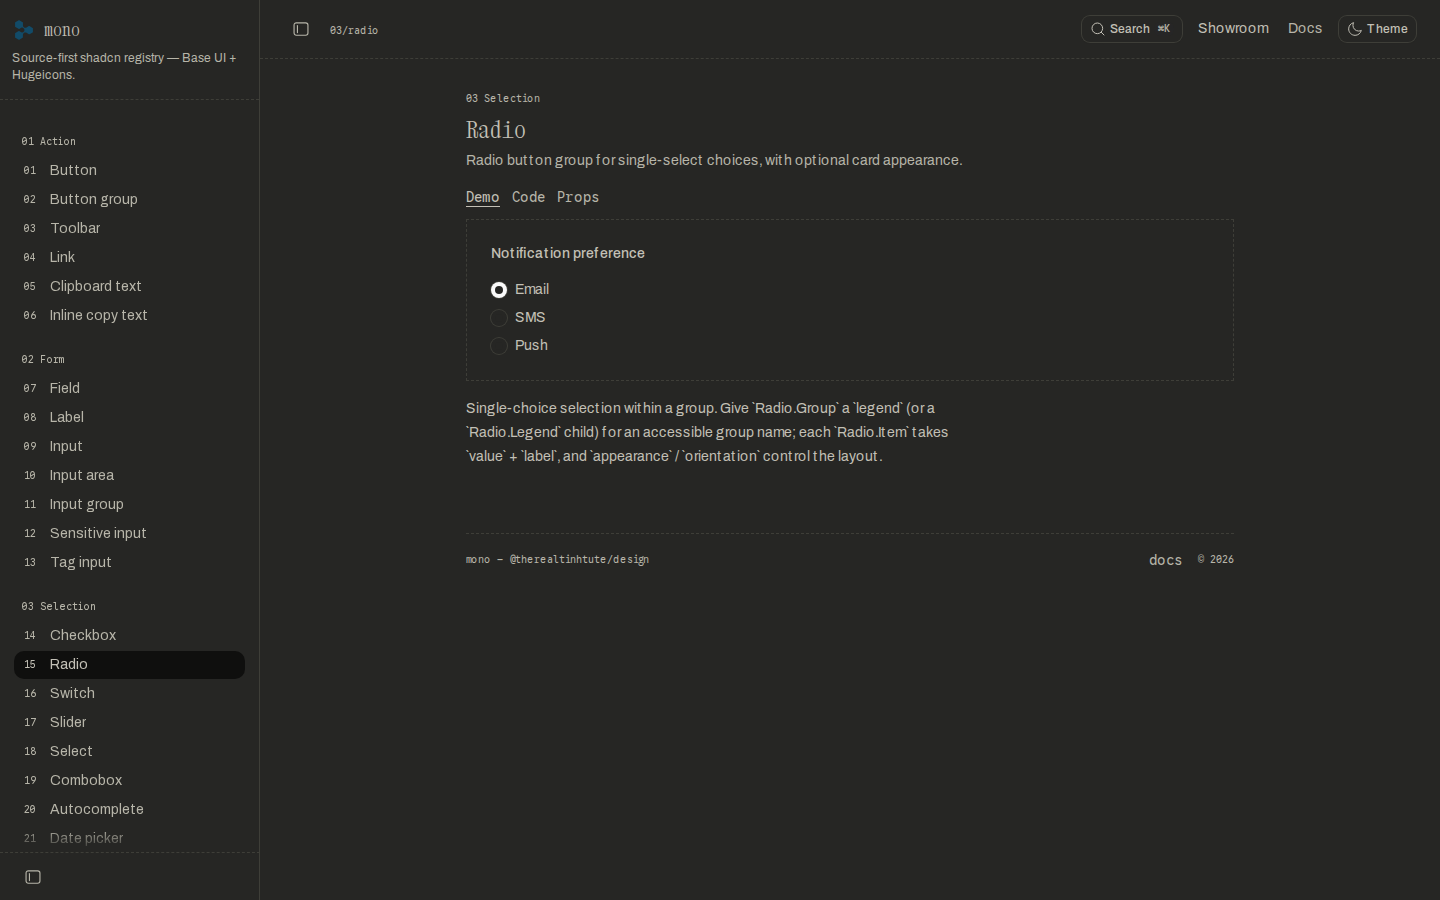 mono
Source-first shadcn registry — Base UI +
Hugeicons.
01 Action
01 Button
02 Button group
03 Toolbar
04 Link
05 Clipboard text
06 Inline copy text
02 Form
07 Field
08 Label
09 Input
10 Input area
11 Input group
12 Sensitive input
13 Tag input
03 Selection
14 Checkbox
15 Radio
16 Switch
17 Slider
18 Select
19 Combobox
20 Autocomplete
21 Date picker
03/radio
Search ⌘K
Showroom
Docs
Theme
03 Selection
Radio
Radio button group for single-select choices, with optional card appearance.
Demo Code Props
Notification preference
Email
SMS
Push
Single-choice selection within a group. Give `Radio.Group` a `legend` (or a
`Radio.Legend` child) for an accessible group name; each `Radio.Item` takes
`value` + `label`, and `appearance` / `orientation` control the layout.
mono — @therealtinhtute/design
docs © 2026